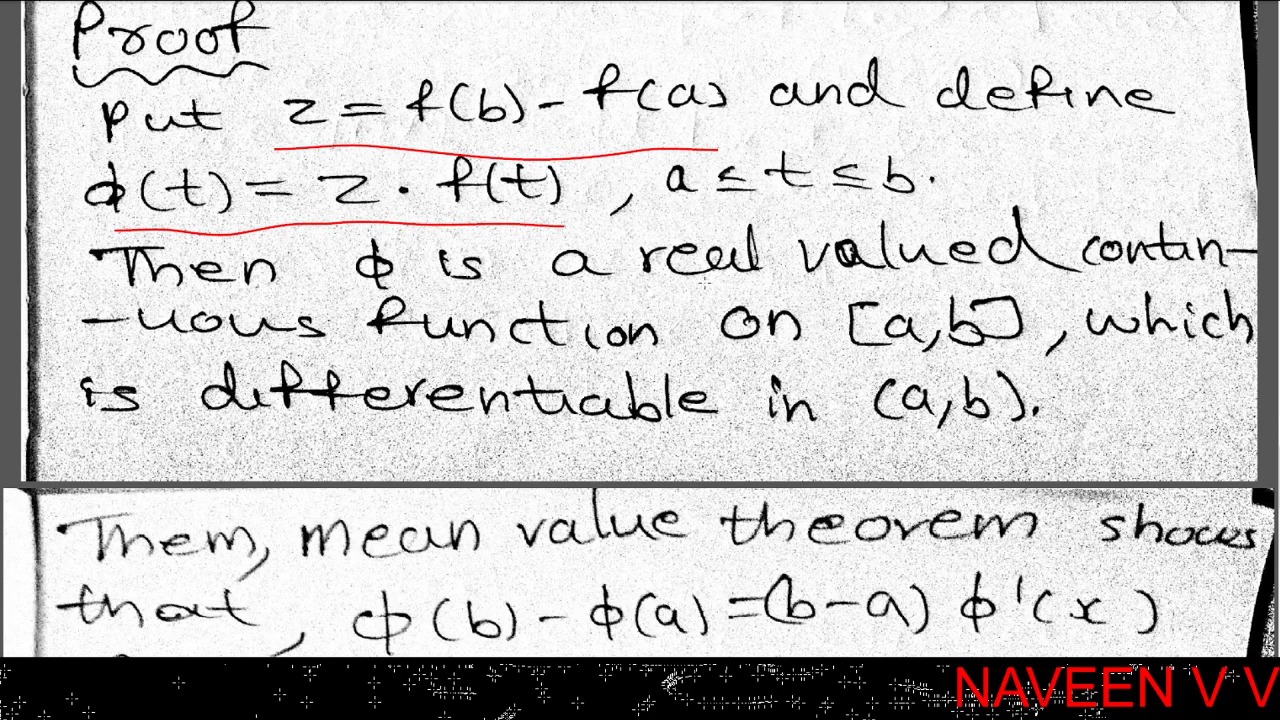 Proof
Put z = f(b) - f(a) and define
ϕ(t) = z · f(t) , a ≤ t ≤ b.
Then ϕ is a real valued contin-
-uous function on [a,b], which
is differentiable in (a,b).
Them, mean value theorem shows
that, ϕ(b) - ϕ(a) = (b-a) ϕ'(x)
NAVEEN V V